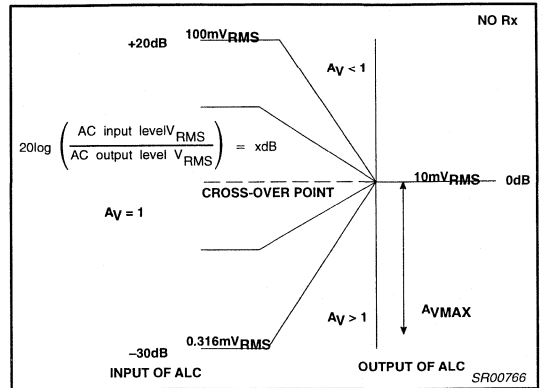 NO Rx
100mVRMS
+20dB
AV < 1
20log ( AC input levelVRMS / AC output level VRMS ) = xdB
10mVRMS
0dB
CROSS-OVER POINT
AV = 1
AVMAX
AV > 1
0.316mVRMS
–30dB
INPUT OF ALC
OUTPUT OF ALC
SR00766